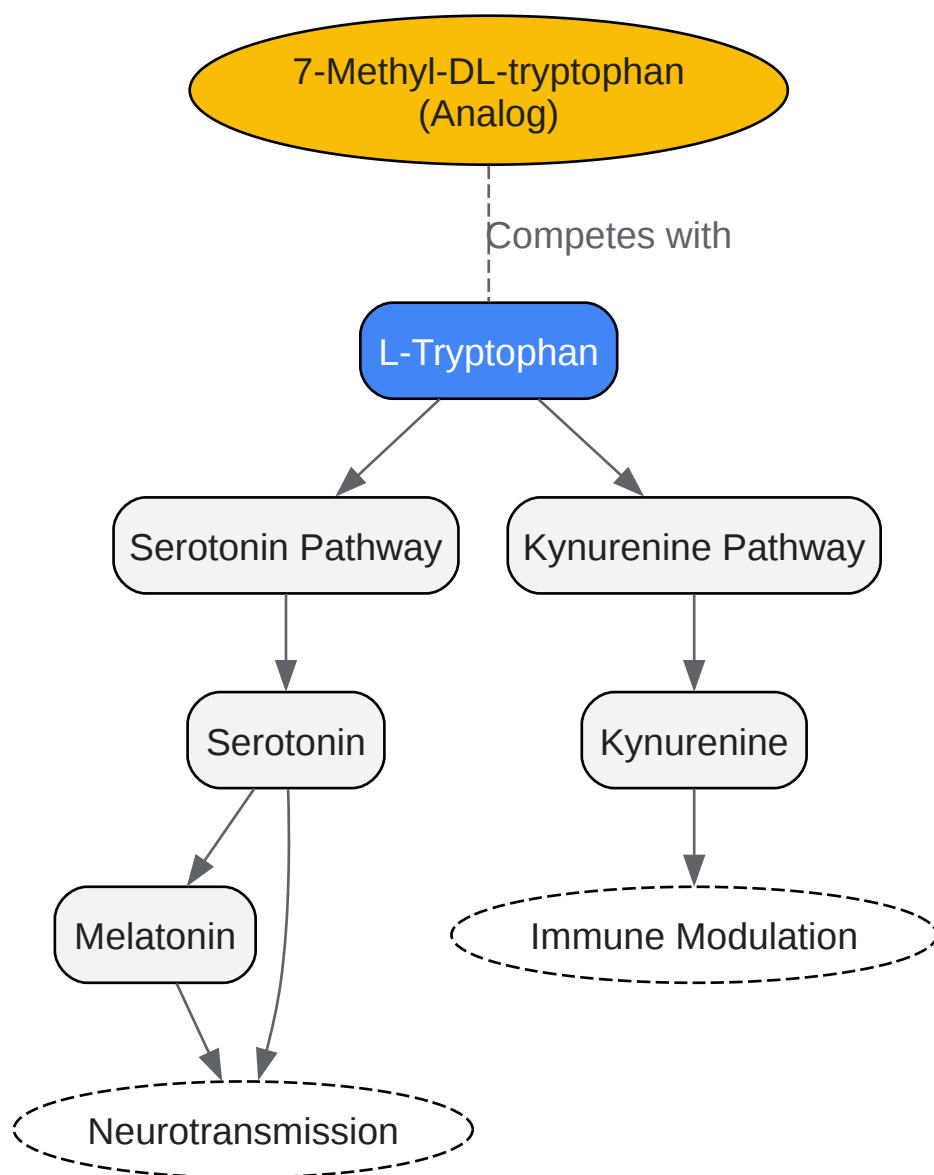 7-Methyl-DL-tryptophan
(Analog)
Competes with
L-Tryptophan
Serotonin Pathway
Kynurenine Pathway
Serotonin
Kynurenine
Melatonin
Immune Modulation
Neurotransmission